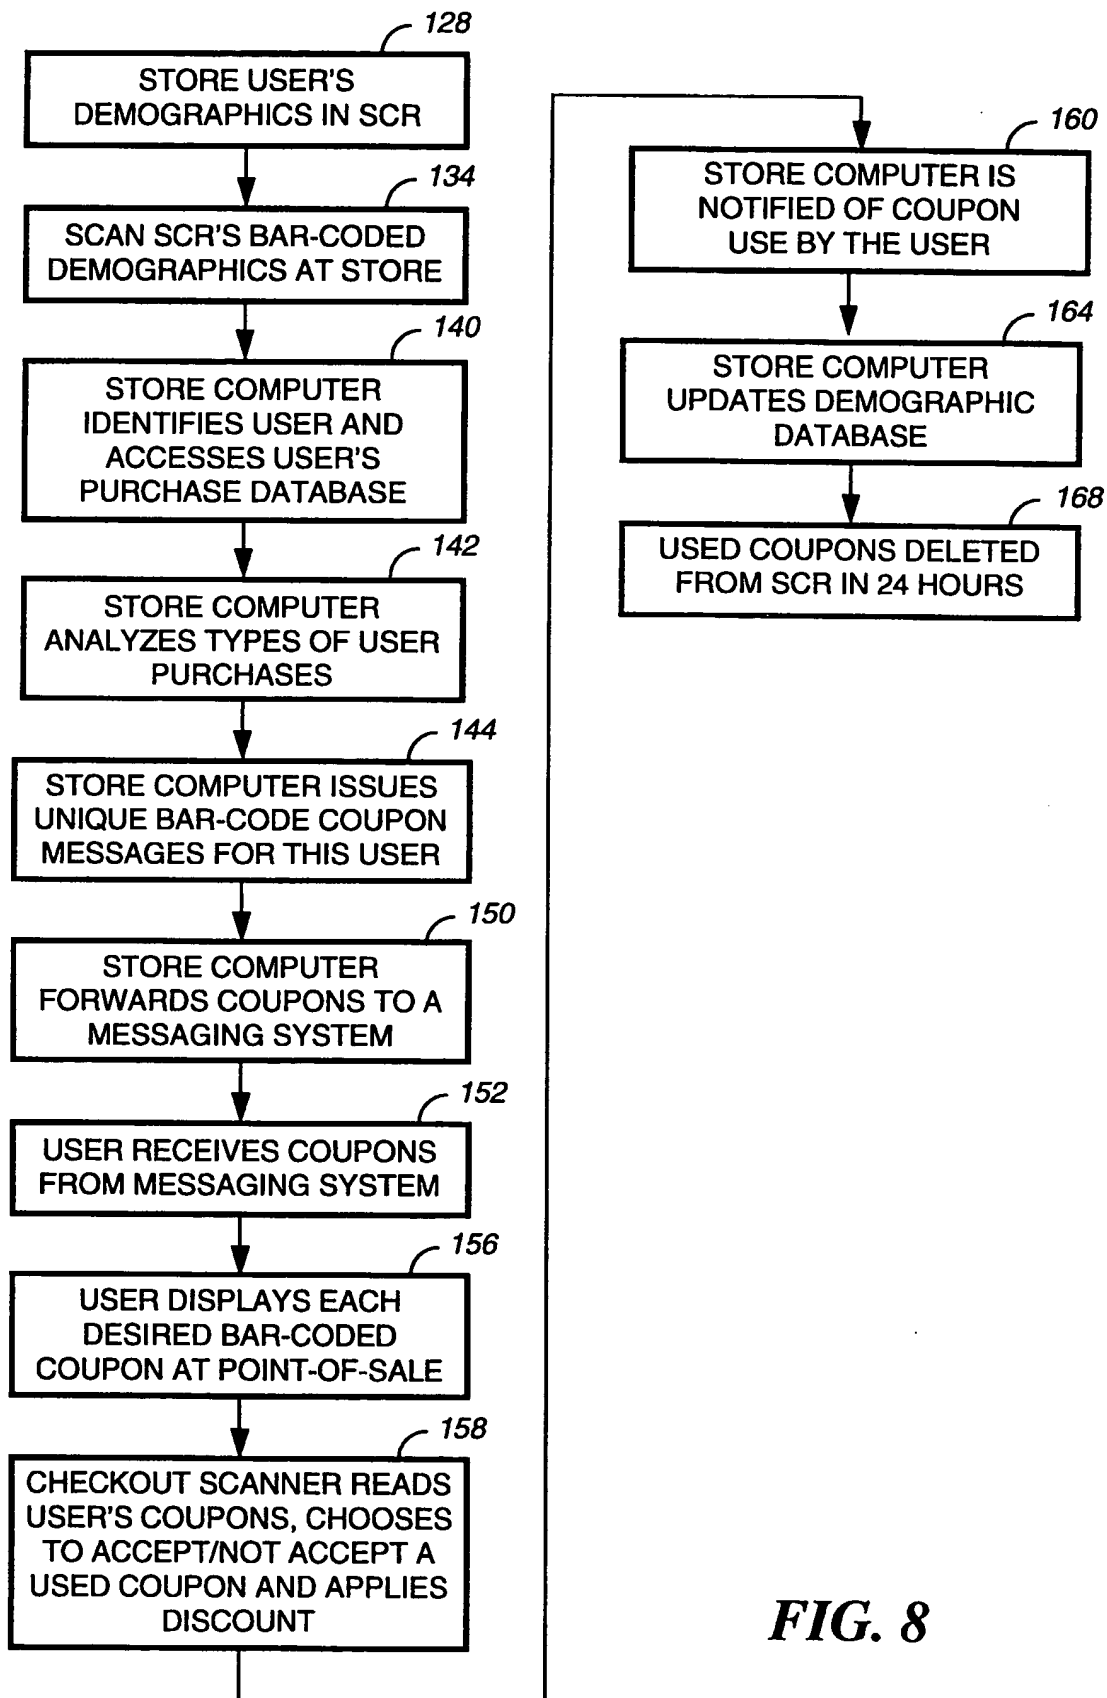 128
STORE USER'S
DEMOGRAPHICS IN SCR
134
SCAN SCR'S BAR-CODED
DEMOGRAPHICS AT STORE
140
STORE COMPUTER
IDENTIFIES USER AND
ACCESSES USER'S
PURCHASE DATABASE
142
STORE COMPUTER
ANALYZES TYPES OF USER
PURCHASES
144
STORE COMPUTER ISSUES
UNIQUE BAR-CODE COUPON
MESSAGES FOR THIS USER
150
STORE COMPUTER
FORWARDS COUPONS TO A
MESSAGING SYSTEM
152
USER RECEIVES COUPONS
FROM MESSAGING SYSTEM
156
USER DISPLAYS EACH
DESIRED BAR-CODED
COUPON AT POINT-OF-SALE
158
CHECKOUT SCANNER READS
USER'S COUPONS, CHOOSES
TO ACCEPT/NOT ACCEPT A
USED COUPON AND APPLIES
DISCOUNT
160
STORE COMPUTER IS
NOTIFIED OF COUPON
USE BY THE USER
164
STORE COMPUTER
UPDATES DEMOGRAPHIC
DATABASE
168
USED COUPONS DELETED
FROM SCR IN 24 HOURS
FIG. 8